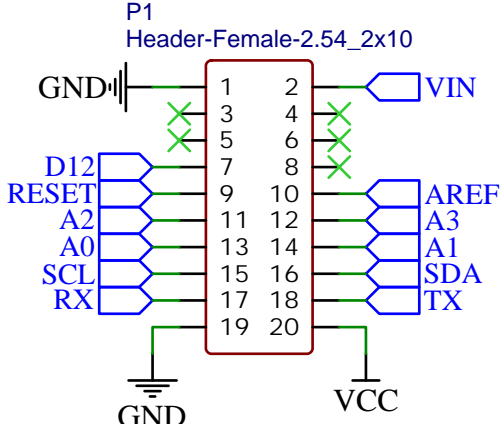 P1
Header-Female-2.54_2x10
GND 1 2 VIN
3 4
5 6
D12 7 8
RESET 9 10 AREF
A2 11 12 A3
A0 13 14 A1
SCL 15 16 SDA
RX 17 18 TX
19 20
GND VCC